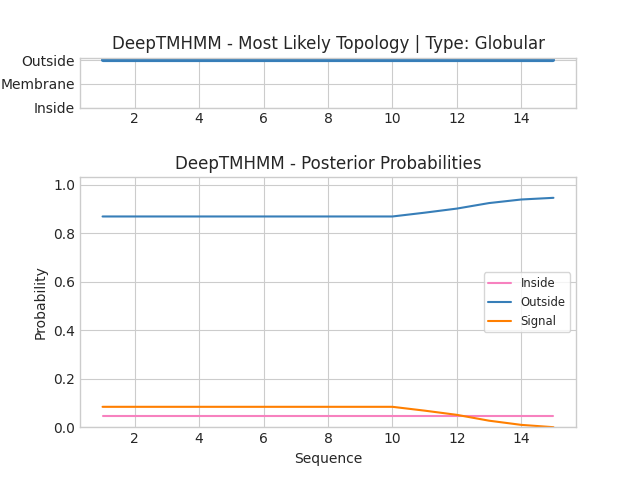 DeepTMHMM - Most Likely Topology | Type: Globular
Outside
Membrane
Inside
2 4 6 8 10 12 14
DeepTMHMM - Posterior Probabilities
1.0
0.8
0.6
0.4
0.2
0.0
Probability
Inside
Outside
Signal
2 4 6 8 10 12 14
Sequence